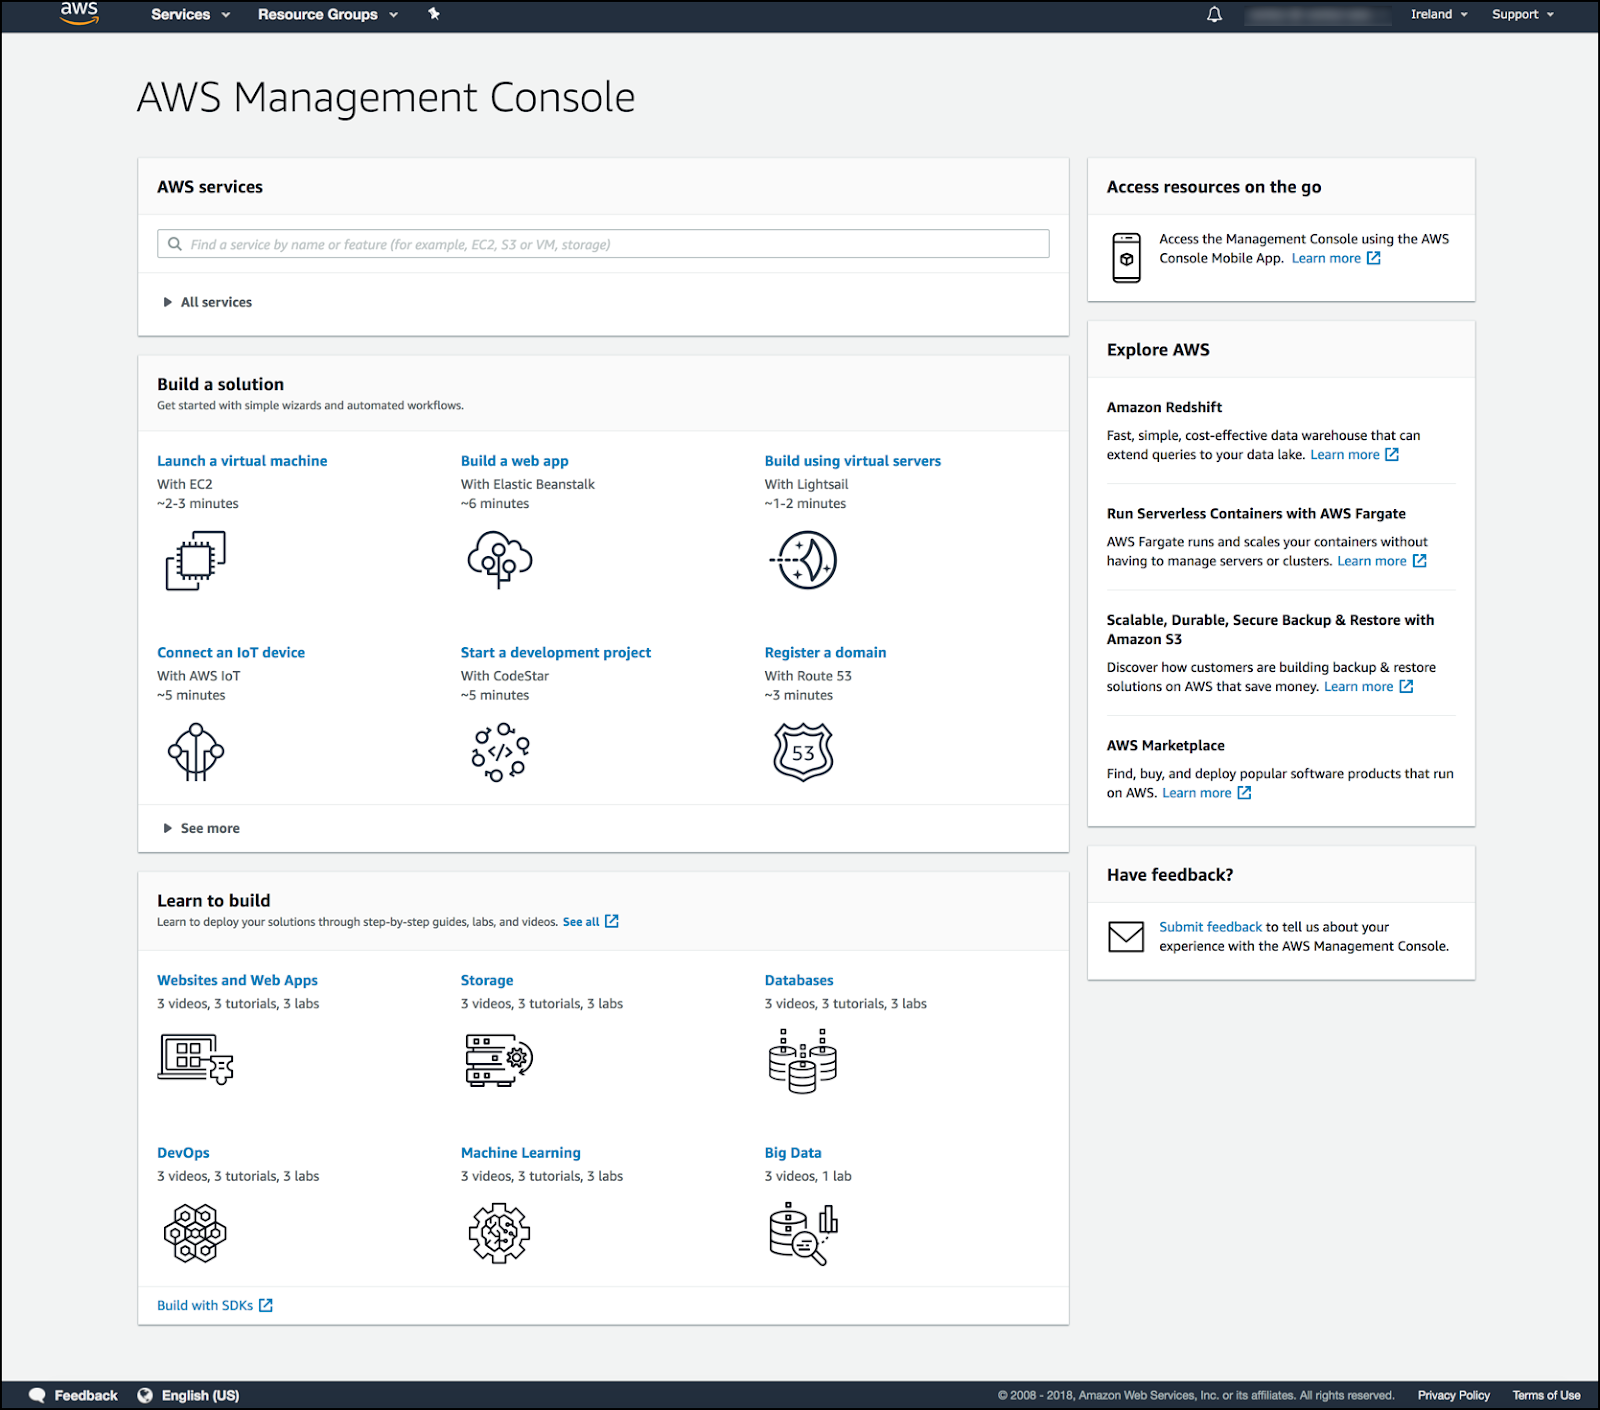 aws
Services
Resource Groups
Ireland
Support
AWS Management Console
AWS services
Find a service by name or feature (for example, EC2, S3 or VM, storage)
All services
Build a solution
Get started with simple wizards and automated workflows.
Launch a virtual machine
With EC2
~2-3 minutes
Build a web app
With Elastic Beanstalk
~6 minutes
Build using virtual servers
With Lightsail
~1-2 minutes
Connect an IoT device
With AWS IoT
~5 minutes
Start a development project
With CodeStar
~5 minutes
Register a domain
With Route 53
~3 minutes
</>
53
See more
Learn to build
Learn to deploy your solutions through step-by-step guides, labs, and videos. See all
Websites and Web Apps
3 videos, 3 tutorials, 3 labs
Storage
3 videos, 3 tutorials, 3 labs
Databases
3 videos, 3 tutorials, 3 labs
DevOps
3 videos, 3 tutorials, 3 labs
Machine Learning
3 videos, 3 tutorials, 3 labs
Big Data
3 videos, 1 lab
Build with SDKs
Access resources on the go
Access the Management Console using the AWS
Console Mobile App. Learn more
Explore AWS
Amazon Redshift
Fast, simple, cost-effective data warehouse that can
extend queries to your data lake. Learn more
Run Serverless Containers with AWS Fargate
AWS Fargate runs and scales your containers without
having to manage servers or clusters. Learn more
Scalable, Durable, Secure Backup & Restore with
Amazon S3
Discover how customers are building backup & restore
solutions on AWS that save money. Learn more
AWS Marketplace
Find, buy, and deploy popular software products that run
on AWS. Learn more
Have feedback?
Submit feedback to tell us about your
experience with the AWS Management Console.
Feedback
English (US)
© 2008 - 2018, Amazon Web Services, Inc. or its affiliates. All rights reserved.
Privacy Policy
Terms of Use